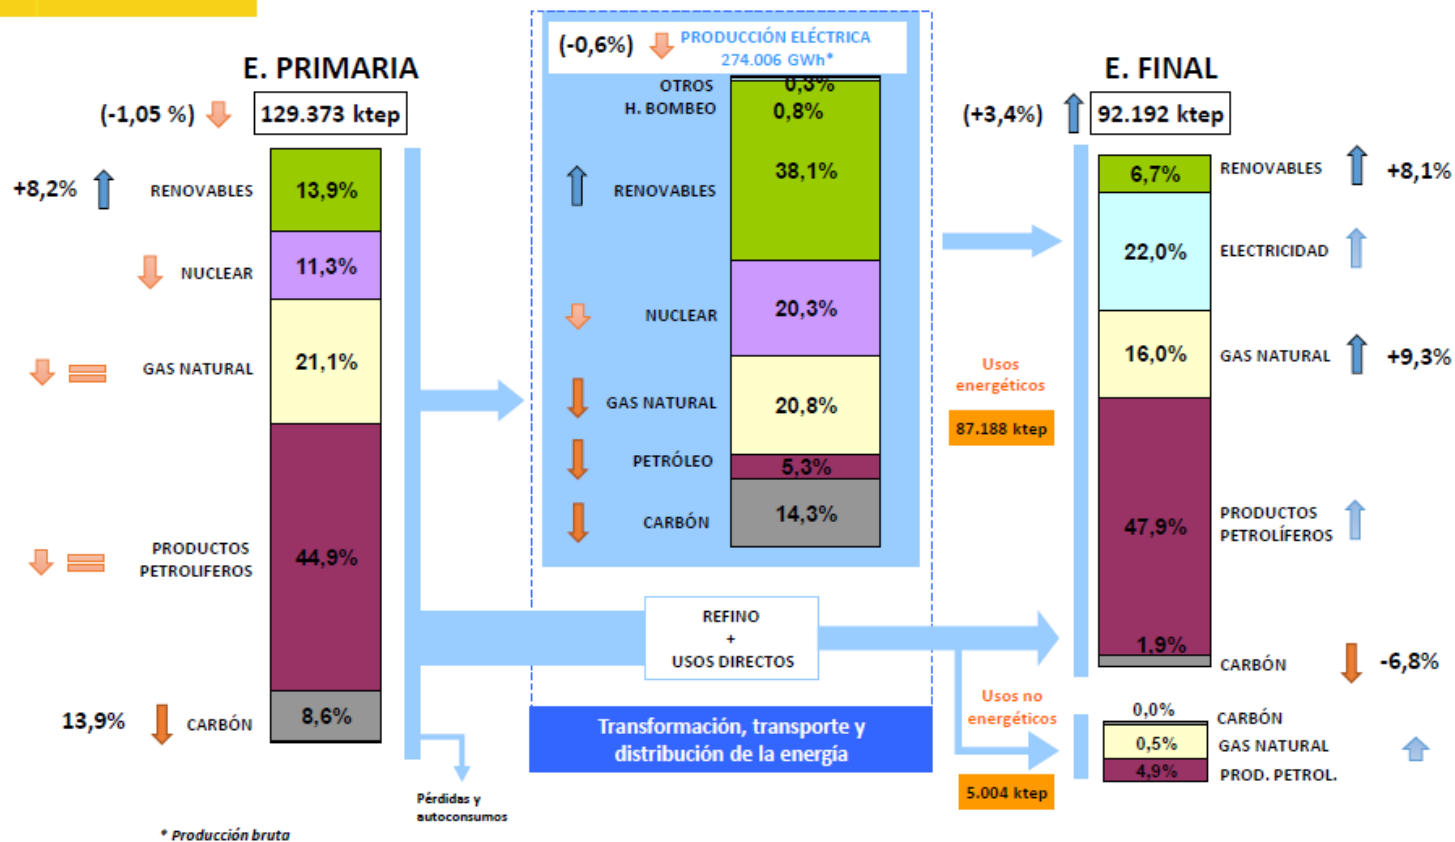 E. PRIMARIA
(-1,05 %)
129.373 ktep
+8,2%
RENOVABLES
13,9%
NUCLEAR
11,3%
GAS NATURAL
21,1%
PRODUCTOS
PETROLIFEROS
44,9%
13,9%
CARBÓN
8,6%
(-0,6%)
PRODUCCIÓN ELÉCTRICA
274.006 GWh*
OTROS
0,3%
H. BOMBEO
0,8%
RENOVABLES
38,1%
NUCLEAR
20,3%
GAS NATURAL
20,8%
PETRÓLEO
5,3%
CARBÓN
14,3%
REFINO
+
USOS DIRECTOS
Transformación, transporte y
distribución de la energía
Pérdidas y
autoconsumos
* Producción bruta
E. FINAL
(+3,4%)
92.192 ktep
6,7%
RENOVABLES
+8,1%
22,0%
ELECTRICIDAD
16,0%
GAS NATURAL
+9,3%
Usos
energéticos
87.188 ktep
47,9%
PRODUCTOS
PETROLÍFEROS
1,9%
CARBÓN
-6,8%
Usos no
energéticos
5.004 ktep
0,0%
CARBÓN
0,5%
GAS NATURAL
4,9%
PROD. PETROL.